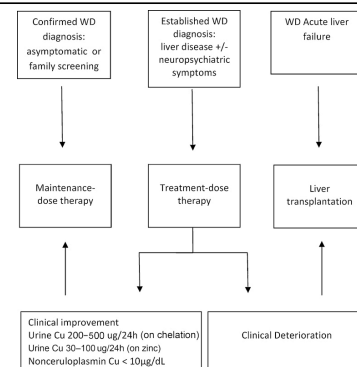 Confirmed WD
diagnosis:
asymptomatic or
family screening
Established WD
diagnosis:
liver disease +/-
neuropsychiatric
symptoms
WD Acute liver
failure
Maintenance-
dose therapy
Treatment-dose
therapy
Liver
transplantation
Clinical improvement
Urine Cu 200–500 ug/24h (on chelation)
Urine Cu 30–100 ug/24h (on zinc)
Nonceruloplasmin Cu < 10µg/dL
Clinical Deterioration